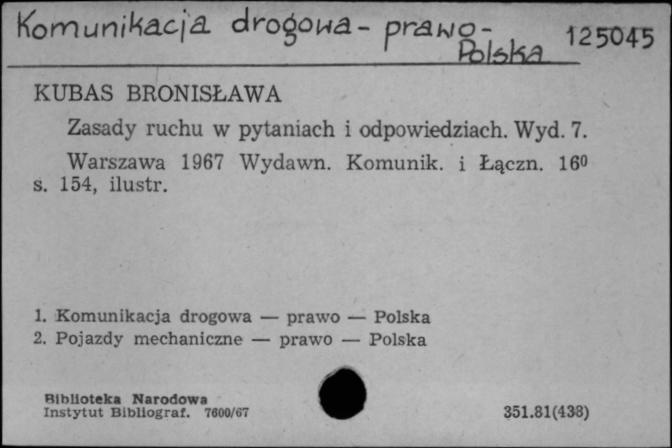 Komunikacja drogowa - prawo -
Polska 125045
KUBAS BRONISŁAWA
Zasady ruchu w pytaniach i odpowiedziach. Wyd. 7.
Warszawa 1967 Wydawn. Komunik. i Łączn. 16⁰
s. 154, ilustr.
1. Komunikacja drogowa — prawo — Polska
2. Pojazdy mechaniczne — prawo — Polska
Biblioteka Narodowa
Instytut Bibliograf. 7600/67
351.81(438)